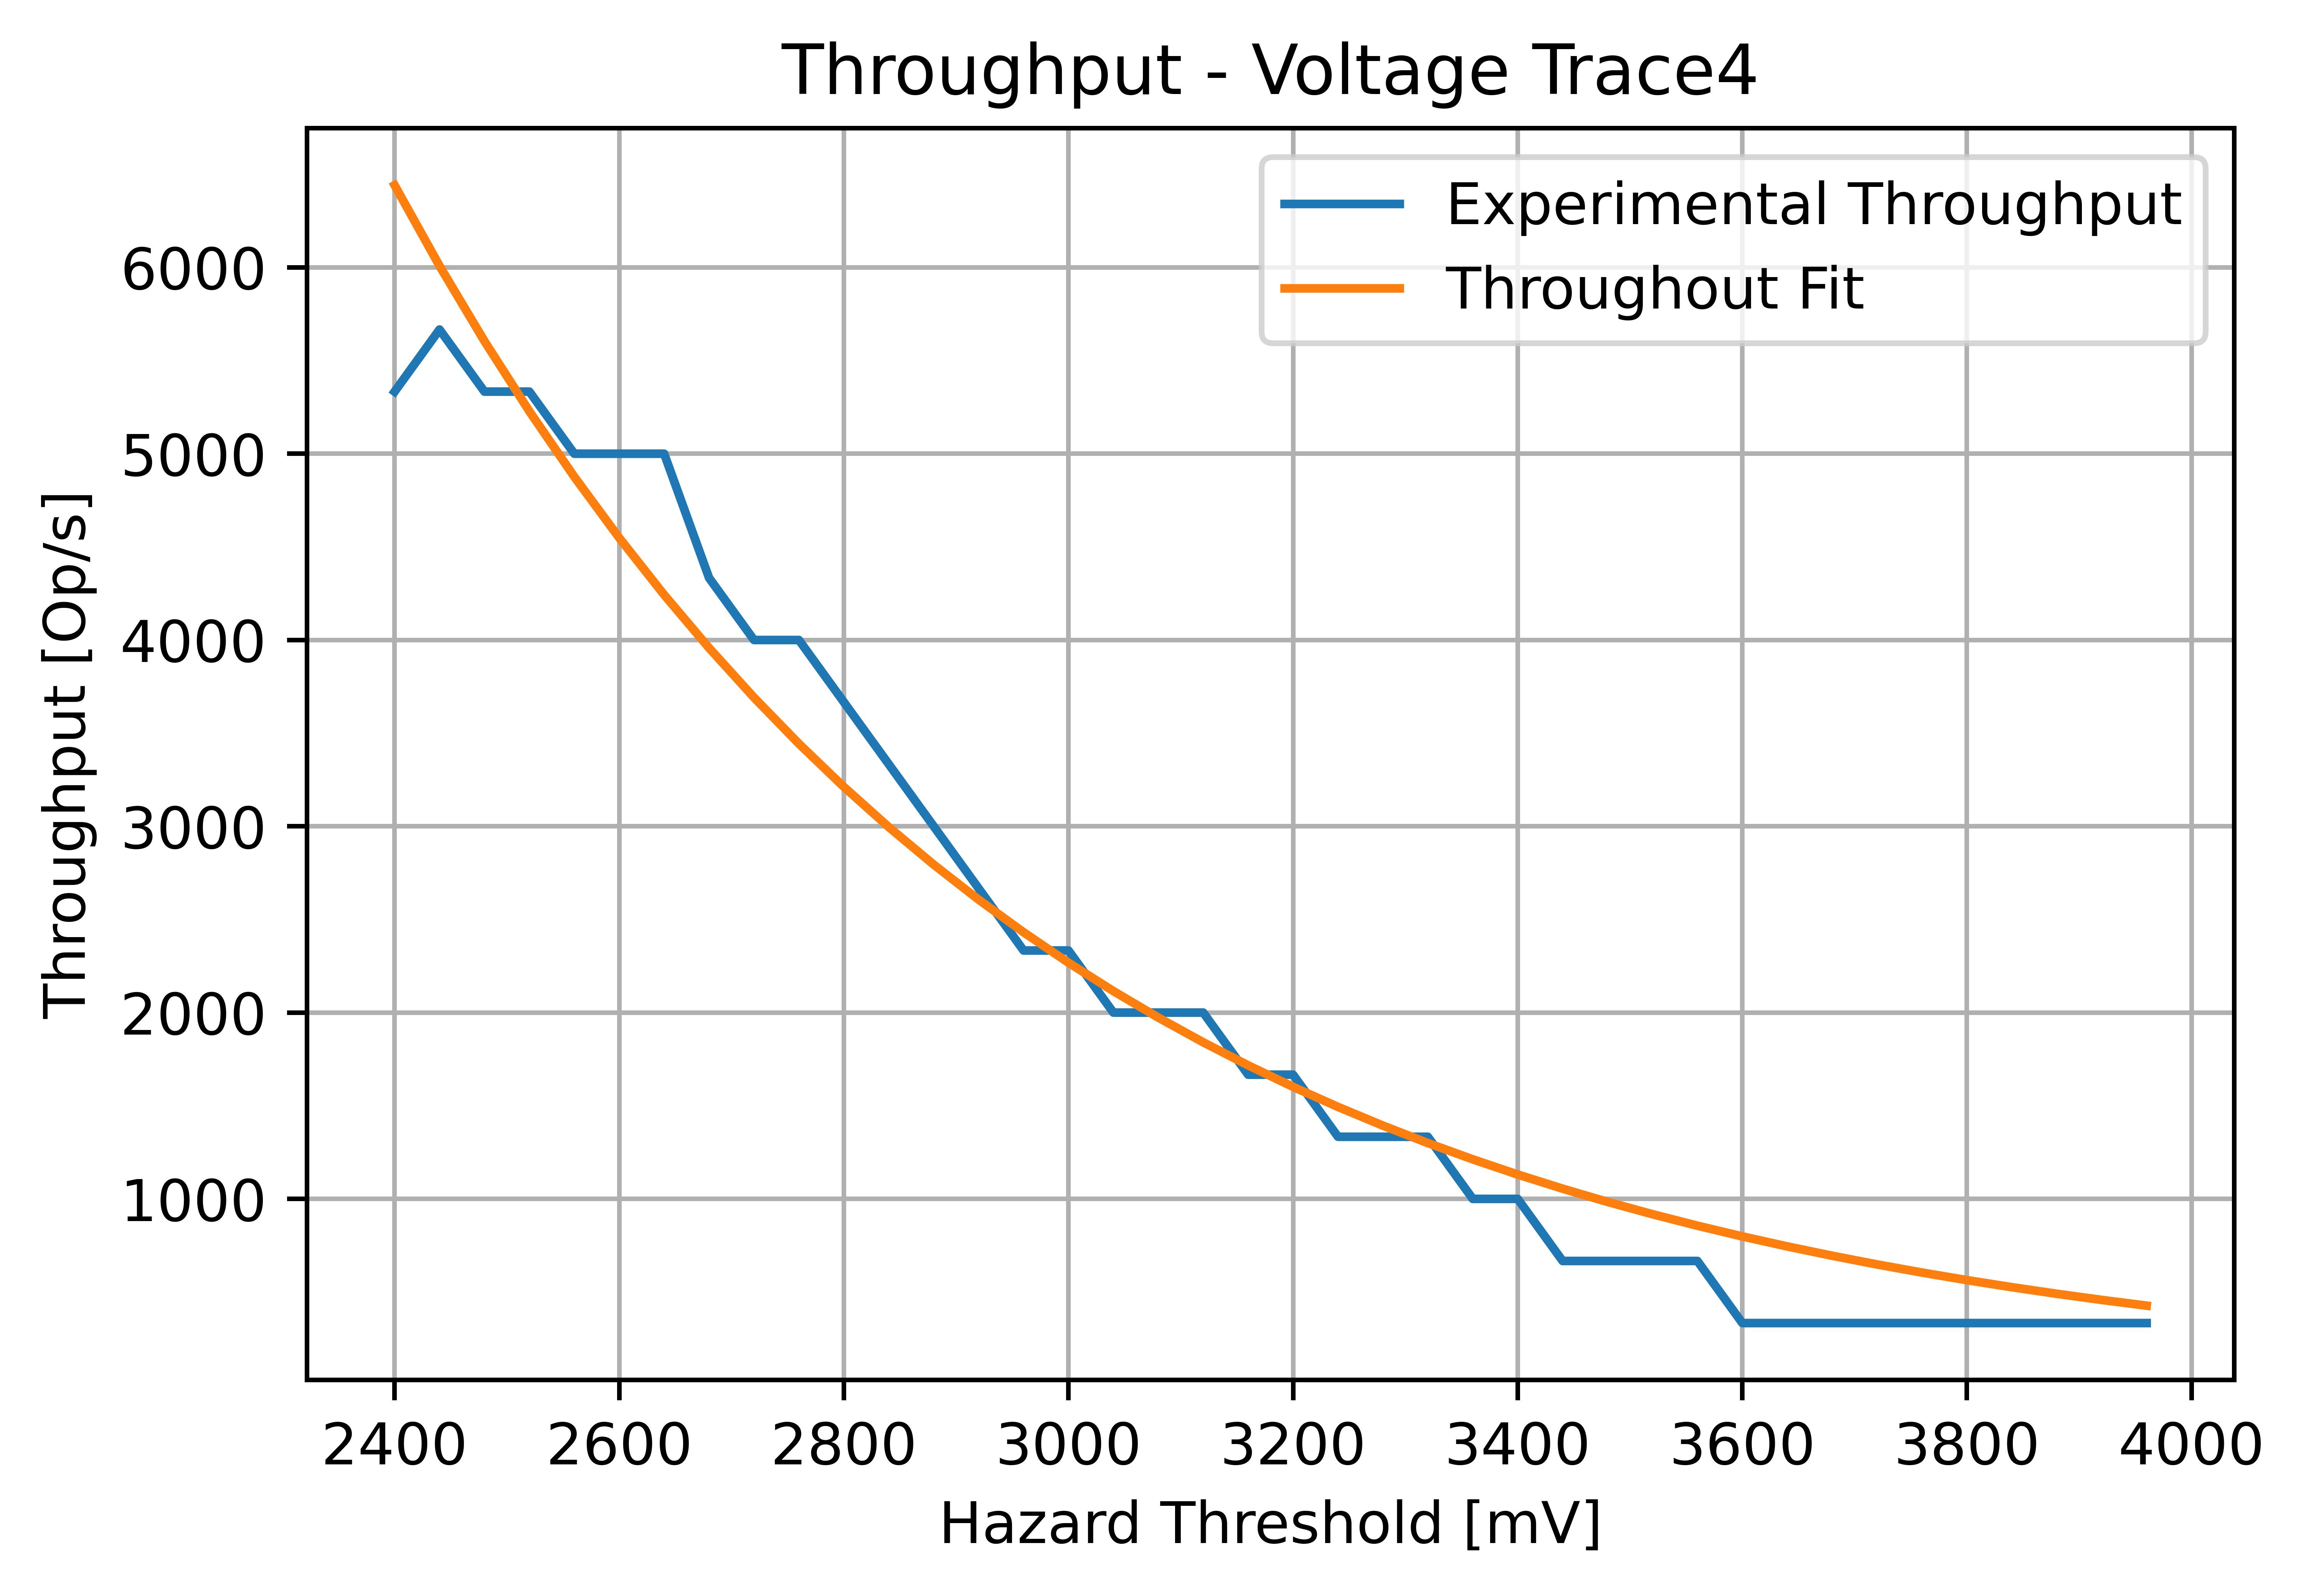 Throughput - Voltage Trace4
Experimental Throughput
Throughout Fit
Throughput [Op/s]
6000
5000
4000
3000
2000
1000
2400 2600 2800 3000 3200 3400 3600 3800 4000
Hazard Threshold [mV]